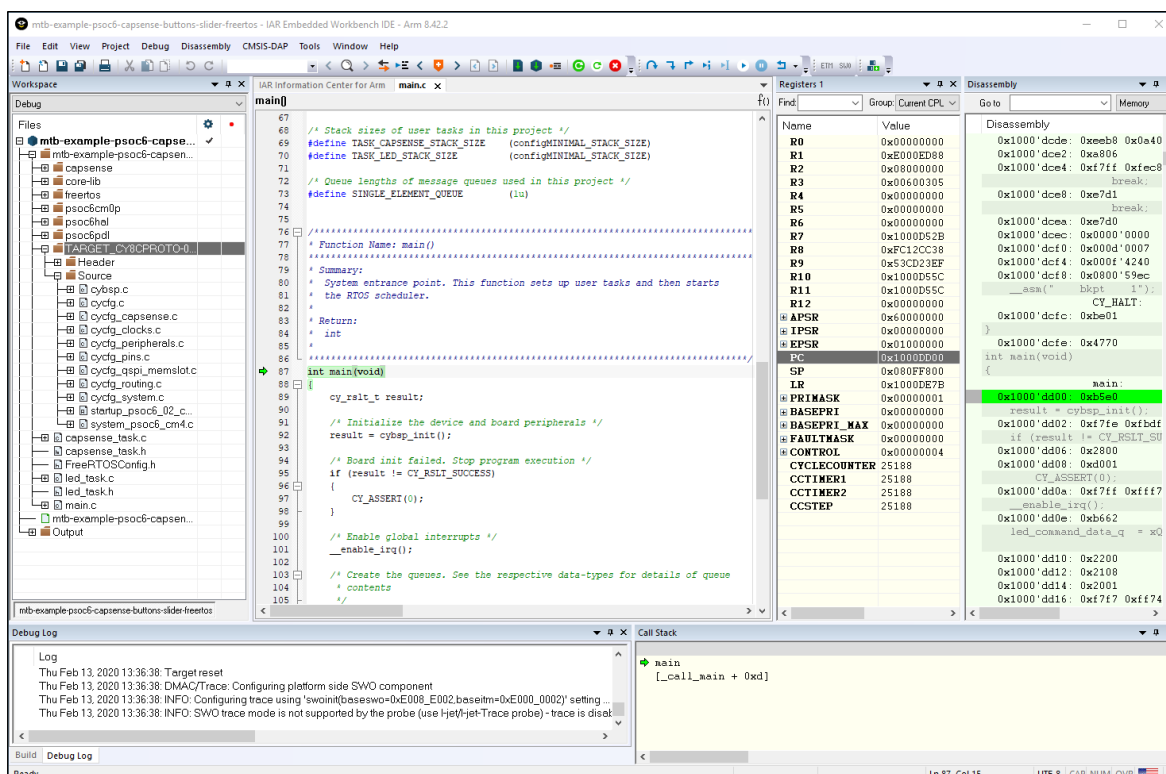 mtb-example-psoc6-capsense-buttons-slider-freertos - IAR Embedded Workbench IDE - Arm 8.42.2
File Edit View Project Debug Disassembly CMSIS-DAP Tools Window Help
Workspace
Debug
Files
mtb-example-psoc6-capse...
mtb-example-psoc6-capsen...
capsense
core-lib
freertos
psoc6cm0p
psoc6hal
psoc6pdl
TARGET_CY8CPROTO-0...
Header
Source
cybsp.c
cycfg.c
cycfg_capsense.c
cycfg_clocks.c
cycfg_peripherals.c
cycfg_pins.c
cycfg_qspi_memslot.c
cycfg_routing.c
cycfg_system.c
startup_psoc6_02_c...
system_psoc6_cm4.c
capsense_task.c
capsense_task.h
FreeRTOSConfig.h
led_task.c
led_task.h
main.c
mtb-example-psoc6-capsen...
Output
mtb-example-psoc6-capsense-buttons-slider-freertos
IAR Information Center for Arm main.c x
main() f()
67
68 /* Stack sizes of user tasks in this project */
69 #define TASK_CAPSENSE_STACK_SIZE (configMINIMAL_STACK_SIZE)
70 #define TASK_LED_STACK_SIZE (configMINIMAL_STACK_SIZE)
71
72 /* Queue lengths of message queues used in this project */
73 #define SINGLE_ELEMENT_QUEUE (1u)
74
75
76 /*******************************************************************************
77 * Function Name: main()
78 ********************************************************************************
79 * Summary:
80 * System entrance point. This function sets up user tasks and then starts
81 * the RTOS scheduler.
82 *
83 * Return:
84 * int
85 *
86 *******************************************************************************/
87 int main(void)
88 {
89 cy_rslt_t result;
90
91 /* Initialize the device and board peripherals */
92 result = cybsp_init();
93
94 /* Board init failed. Stop program execution */
95 if (result != CY_RSLT_SUCCESS)
96 {
97 CY_ASSERT(0);
98 }
99
100 /* Enable global interrupts */
101 __enable_irq();
102
103 /* Create the queues. See the respective data-types for details of queue
104 * contents
105 */
Registers 1
Find: Group: Current CPU
Name Value
R0 0x00000000
R1 0xE000ED88
R2 0x08000000
R3 0x00600305
R4 0x00000000
R5 0x00000000
R6 0x00000000
R7 0x1000D52B
R8 0xFC12CC38
R9 0x53CD23EF
R10 0x1000D55C
R11 0x1000D55C
R12 0x00000000
APSR 0x60000000
IPSR 0x00000000
EPSR 0x01000000
PC 0x1000DD00
SP 0x080FF800
LR 0x1000DE7B
PRIMASK 0x00000001
BASEPRI 0x00000000
BASEPRI_MAX 0x00000000
FAULTMASK 0x00000000
CONTROL 0x00000004
CYCLECOUNTER 25188
CCTIMER1 25188
CCTIMER2 25188
CCSTEP 25188
Disassembly
Go to Memory
Disassembly
0x1000'dcde: 0xeeb8 0x0a40
0x1000'dce2: 0xa806
0x1000'dce4: 0xf7ff 0xfec8
break;
0x1000'dce8: 0xe7d1
break;
0x1000'dcea: 0xe7d0
0x1000'dcec: 0x0000'0000
0x1000'dcf0: 0x000d'0007
0x1000'dcf4: 0x000f'4240
0x1000'dcf8: 0x0800'59ec
__asm(" bkpt 1");
CY_HALT:
0x1000'dcfc: 0xbe01
}
0x1000'dcfe: 0x4770
int main(void)
{
main:
0x1000'dd00: 0xb5e0
result = cybsp_init();
0x1000'dd02: 0xf7fe 0xfbdf
if (result != CY_RSLT_SU
0x1000'dd06: 0x2800
0x1000'dd08: 0xd001
CY_ASSERT(0);
0x1000'dd0a: 0xf7ff 0xfff7
__enable_irq();
0x1000'dd0e: 0xb662
led_command_data_q = xQ
0x1000'dd10: 0x2200
0x1000'dd12: 0x2108
0x1000'dd14: 0x2001
0x1000'dd16: 0xf7f7 0xff74
Debug Log
Log
Thu Feb 13, 2020 13:36:38: Target reset
Thu Feb 13, 2020 13:36:38: DMAC/Trace: Configuring platform side SWO component
Thu Feb 13, 2020 13:36:38: INFO: Configuring trace using 'swoinit(baseswo=0xE008_E002,baseitm=0xE000_0002)' setting ...
Thu Feb 13, 2020 13:36:38: INFO: SWO trace mode is not supported by the probe (use I-jet/I-jet-Trace probe) - trace is disab
Build Debug Log
Call Stack
main
[_call_main + 0xd]
Ready Ln 87, Col 15 UTF-8 CAP NUM OVR